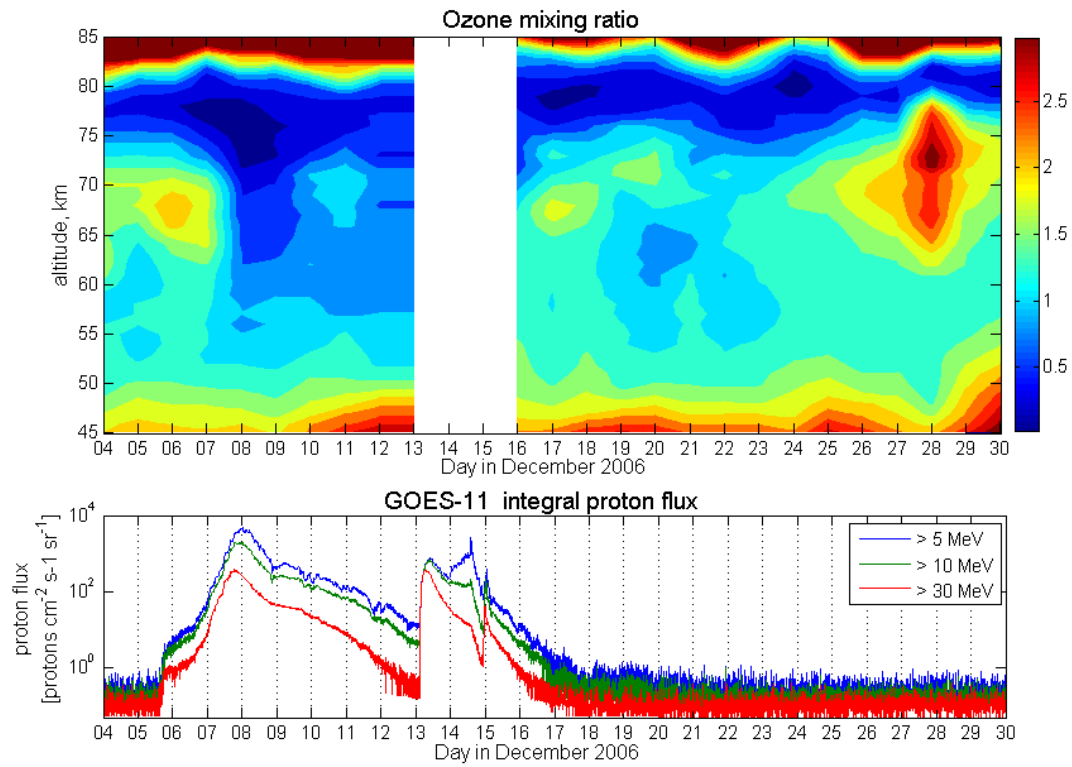 Ozone mixing ratio
85
80
75
70
65
60
55
50
45
altitude, km
04 05 06 07 08 09 10 11 12 13 14 15 16 17 18 19 20 21 22 23 24 25 26 27 28 29 30
Day in December 2006
2.5
2
1.5
1
0.5
GOES-11 integral proton flux
10^4
10^2
10^0
proton flux
[protons cm^-2 s-1 sr^-1]
> 5 MeV
> 10 MeV
> 30 MeV
04 05 06 07 08 09 10 11 12 13 14 15 16 17 18 19 20 21 22 23 24 25 26 27 28 29 30
Day in December 2006